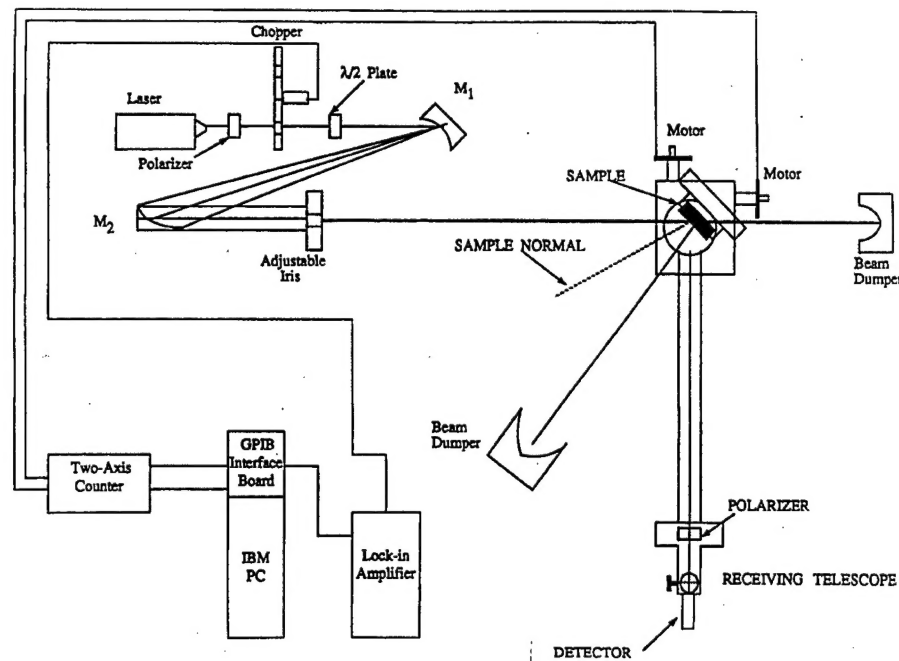 Chopper
λ/2 Plate
M1
Laser
Polarizer
Motor
Motor
SAMPLE
M2
Adjustable
Iris
SAMPLE NORMAL
Beam
Dumper
Beam
Dumper
Two-Axis
Counter
GPIB
Interface
Board
IBM
PC
Lock-in
Amplifier
POLARIZER
RECEIVING TELESCOPE
DETECTOR